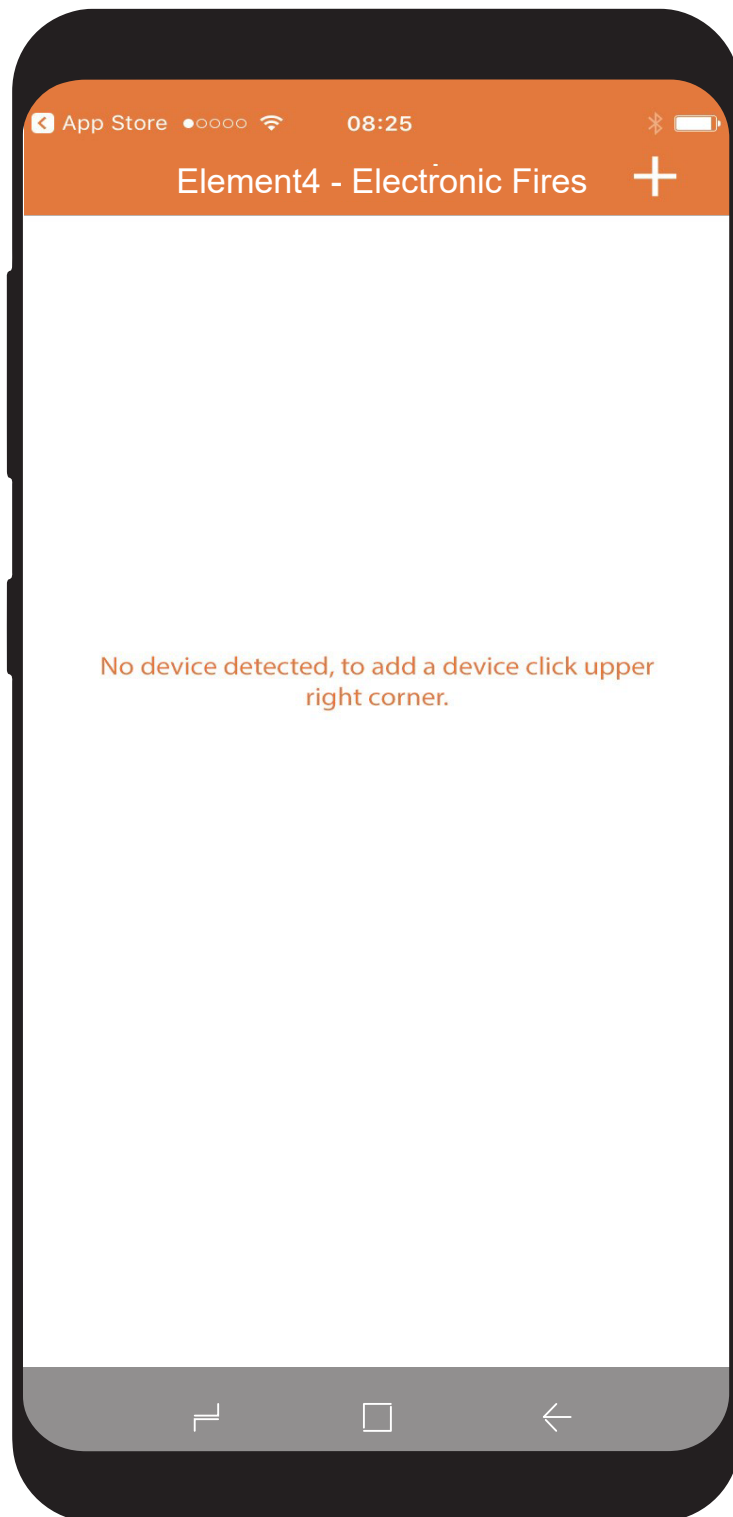 App Store 08:25
Element4 - Electronic Fires +
No device detected, to add a device click upper
right corner.